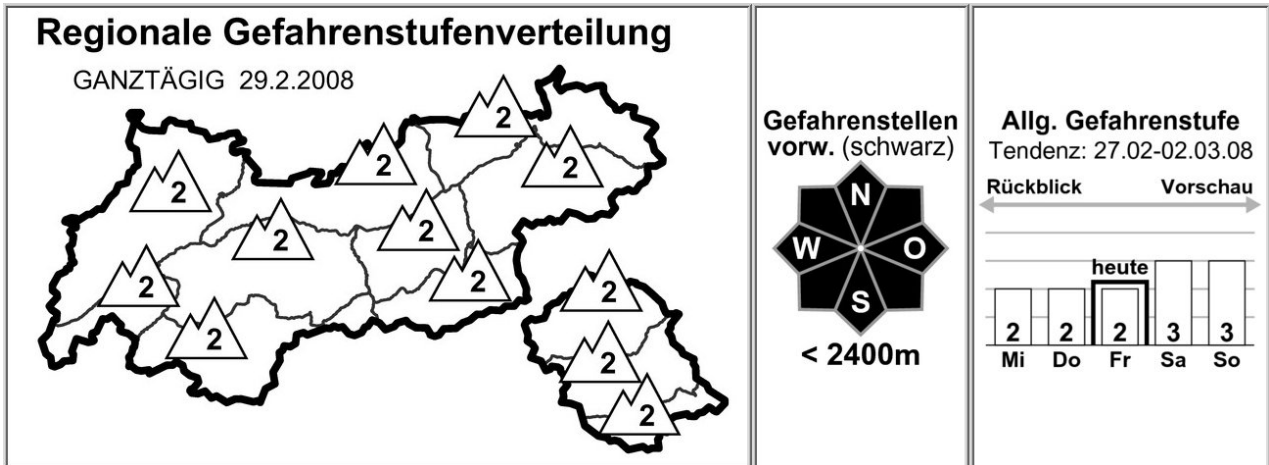 Regionale Gefahrenstufenverteilung
GANZTÄGIG 29.2.2008
2
2
2
2
2
2
2
2
2
2
2
2
Gefahrenstellen
vorw. (schwarz)
N
W O
S
< 2400m
Allg. Gefahrenstufe
Tendenz: 27.02-02.03.08
Rückblick Vorschau
heute
2 2 2 3 3
Mi Do Fr Sa So